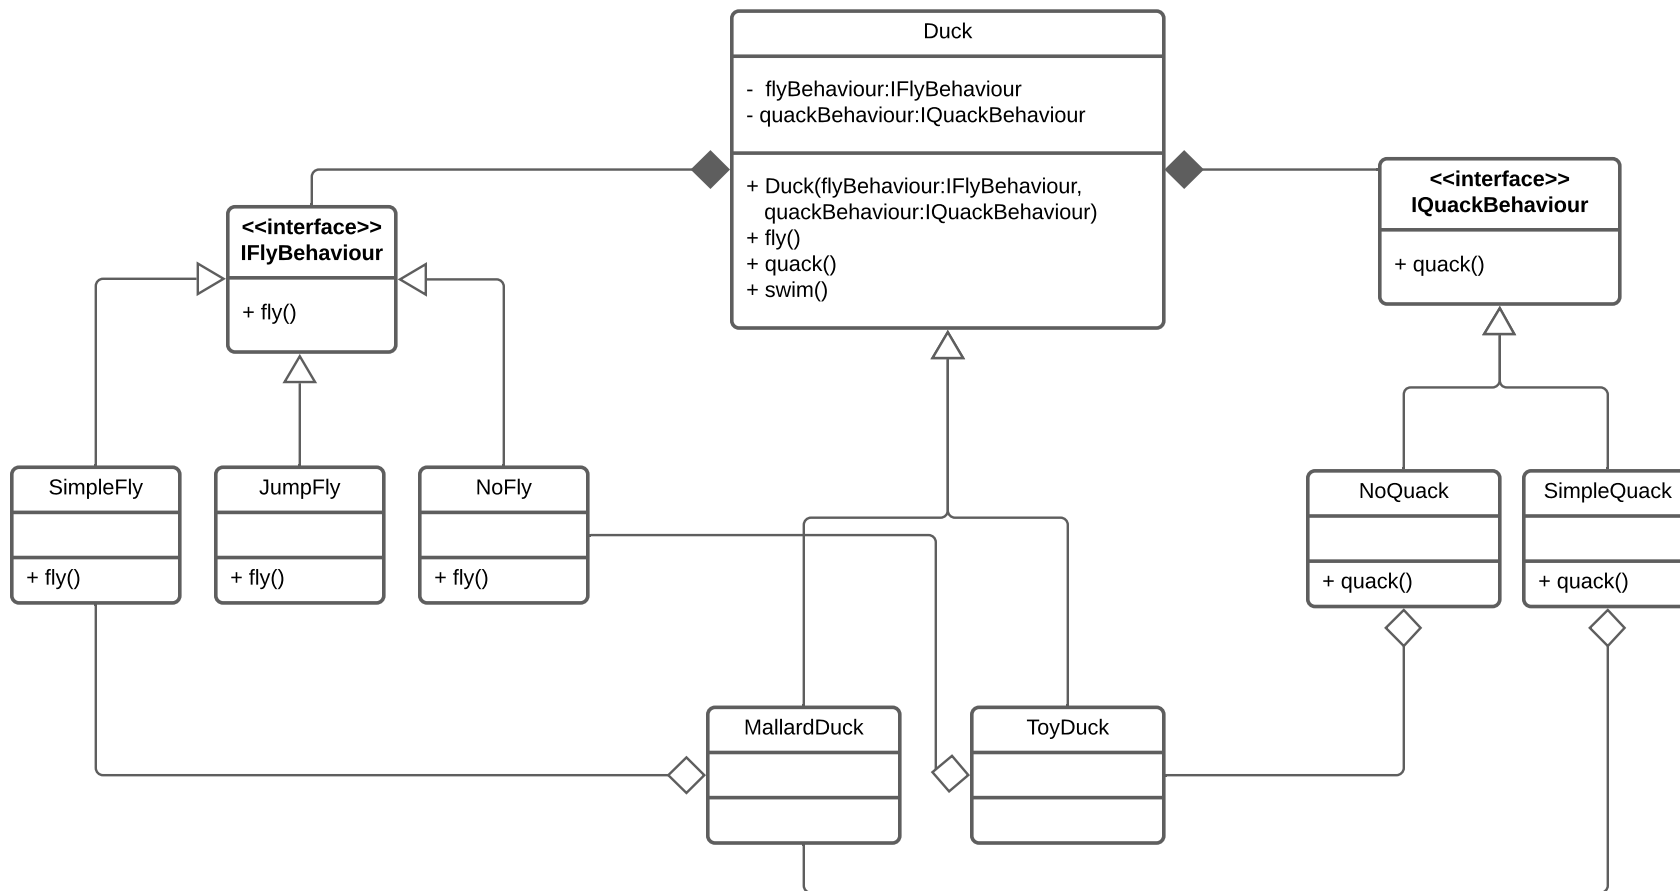 Duck
-  flyBehaviour:IFlyBehaviour
- quackBehaviour:IQuackBehaviour
+ Duck(flyBehaviour:IFlyBehaviour,
quackBehaviour:IQuackBehaviour)
+ fly()
+ quack()
+ swim()
<<interface>>
IFlyBehaviour
+ fly()
<<interface>>
IQuackBehaviour
+ quack()
SimpleFly
+ fly()
JumpFly
+ fly()
NoFly
+ fly()
NoQuack
+ quack()
SimpleQuack
+ quack()
MallardDuck
ToyDuck